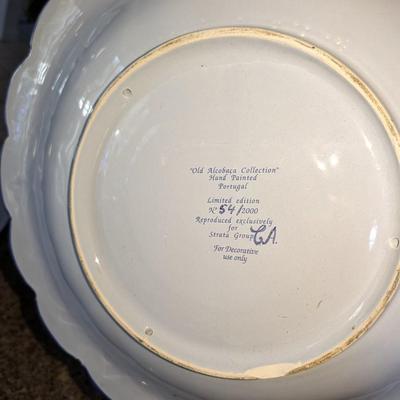 "Old Alcobaça Collection"
Hand Painted
Portugal
Limited edition
Nº 54/2000
Reproduced exclusively
for
Strata Group CA.
For Decorative
use only